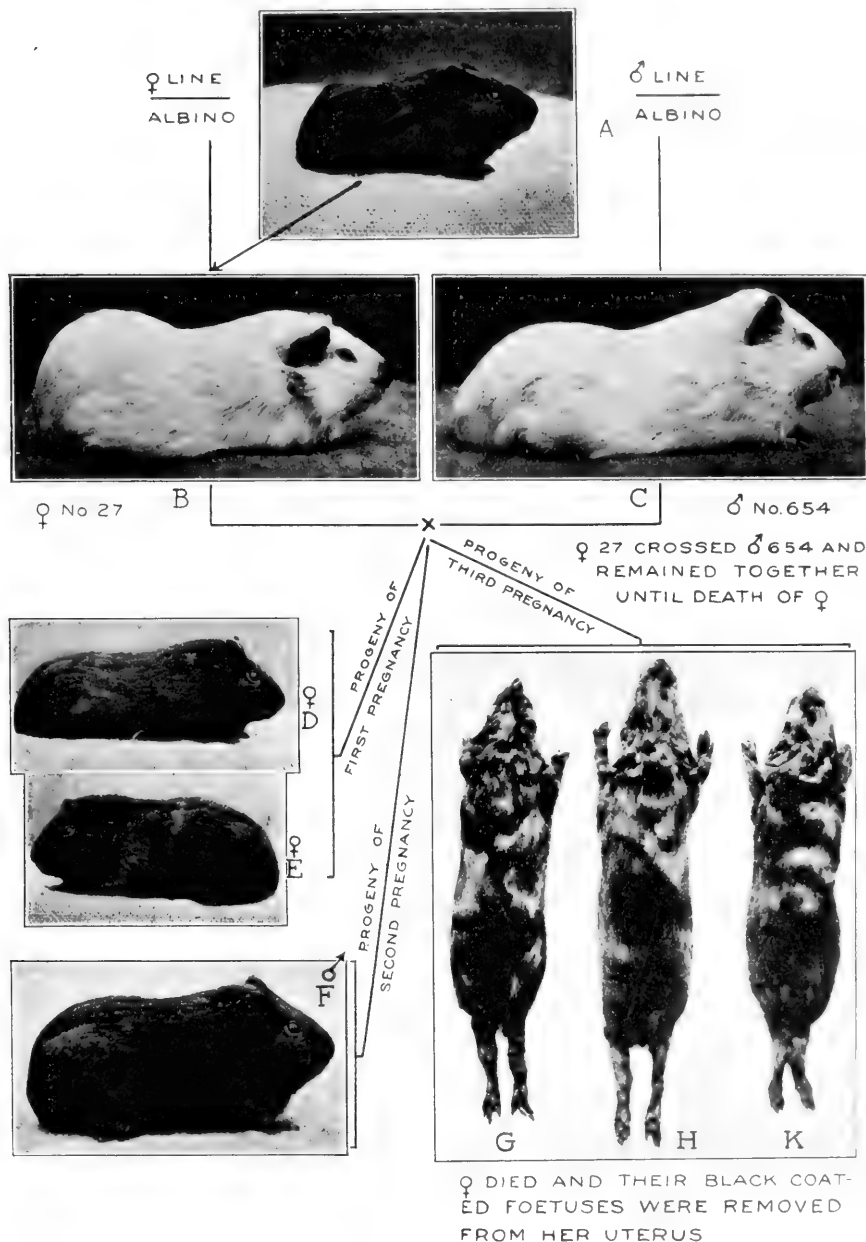 ♀ LINE
ALBINO
♂ LINE
ALBINO
A
B
C
♀ No 27
♂ No. 654
×
♀ 27 CROSSED ♂ 654 AND
REMAINED TOGETHER
UNTIL DEATH OF ♀
PROGENY OF
FIRST PREGNANCY
PROGENY OF
SECOND PREGNANCY
PROGENY OF
THIRD PREGNANCY
D♀
E♀
F♂
G
H
K
♀ DIED AND THEIR BLACK COAT-
ED FOETUSES WERE REMOVED
FROM HER UTERUS